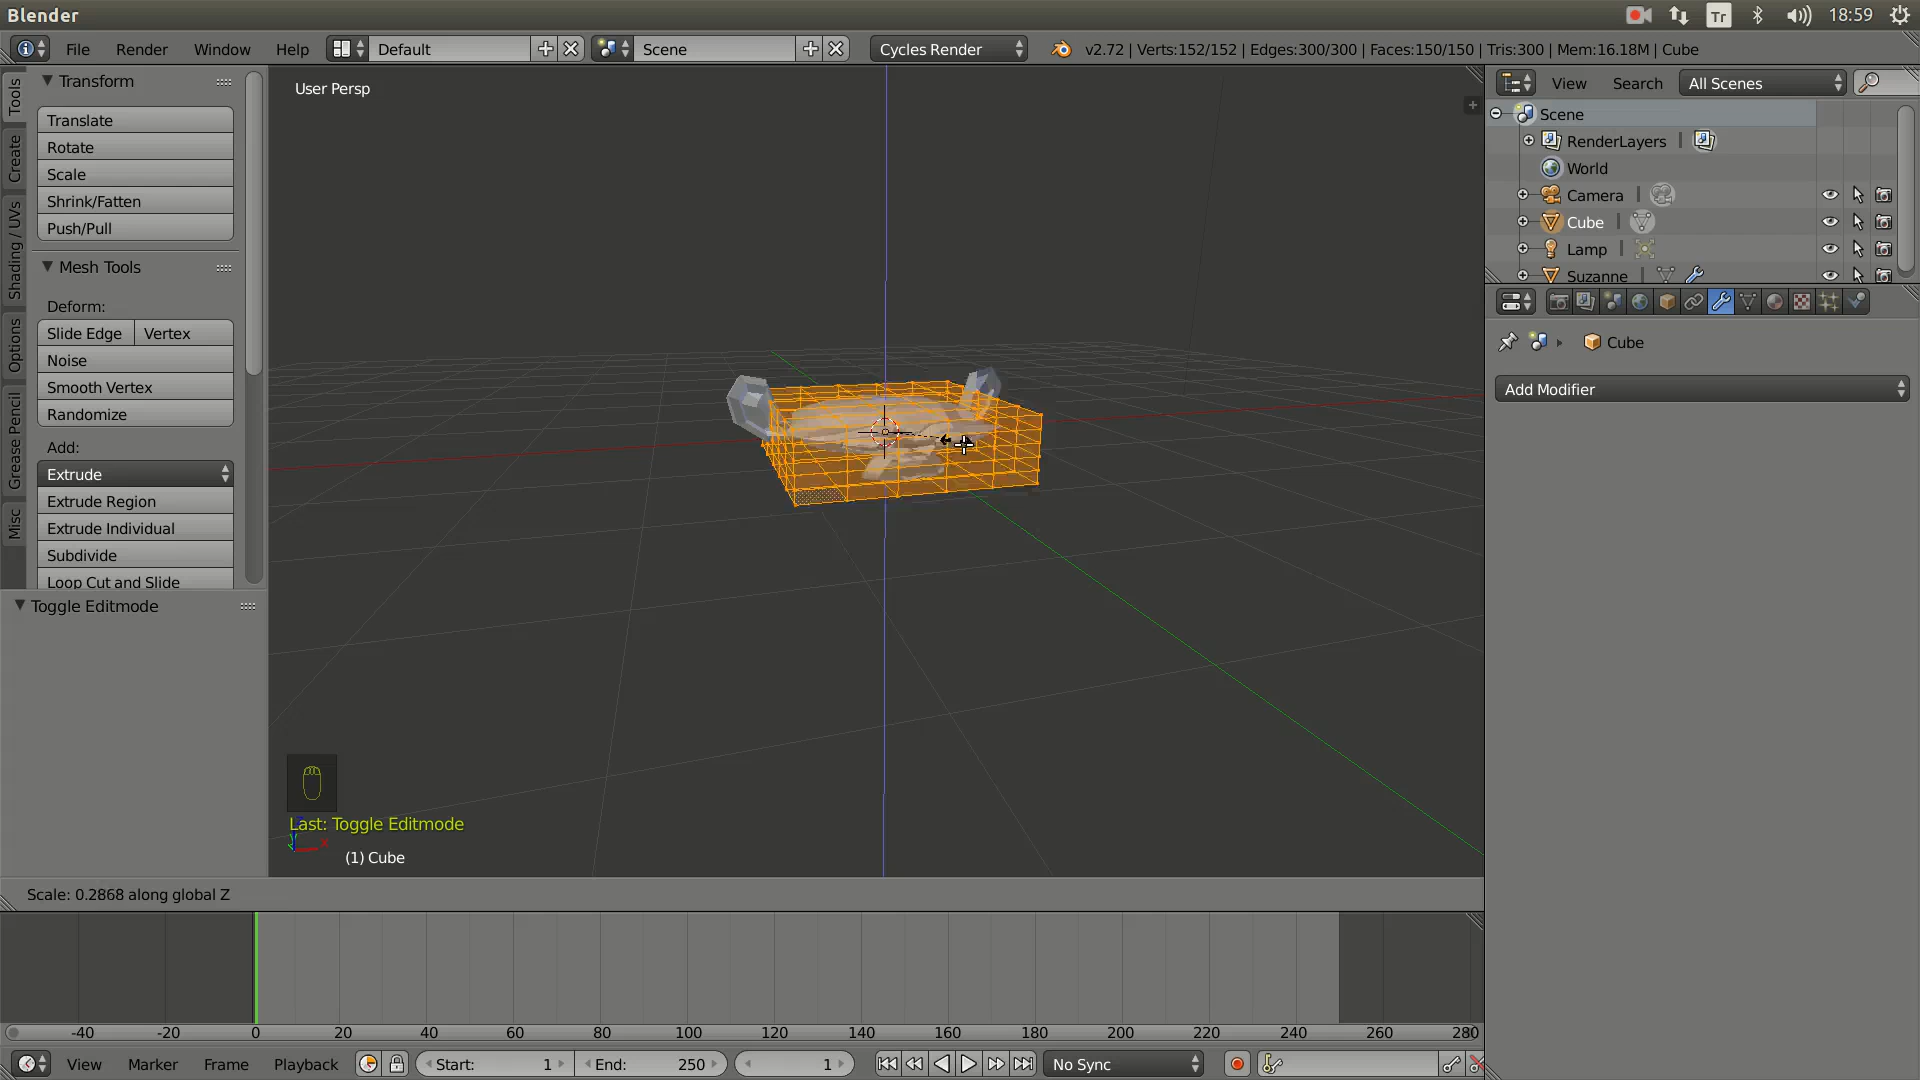 Blender
Tr
18:59
File
Render
Window
Help
Default
Scene
Cycles Render
v2.72 | Verts:152/152 | Edges:300/300 | Faces:150/150 | Tris:300 | Mem:16.18M | Cube
Tools
Create
Shading / UVs
Options
Grease Pencil
Misc
Transform
Translate
Rotate
Scale
Shrink/Fatten
Push/Pull
Mesh Tools
Deform:
Slide Edge
Vertex
Noise
Smooth Vertex
Randomize
Add:
Extrude
Extrude Region
Extrude Individual
Subdivide
Loop Cut and Slide
Toggle Editmode
User Persp
Last: Toggle Editmode
(1) Cube
Scale: 0.2868 along global Z
View
Search
All Scenes
Scene
RenderLayers
World
Camera
Cube
Lamp
Suzanne
Cube
Add Modifier
-40 -20 0 20 40 60 80 100 120 140 160 180 200 220 240 260 280
View
Marker
Frame
Playback
Start: 1
End: 250
1
No Sync